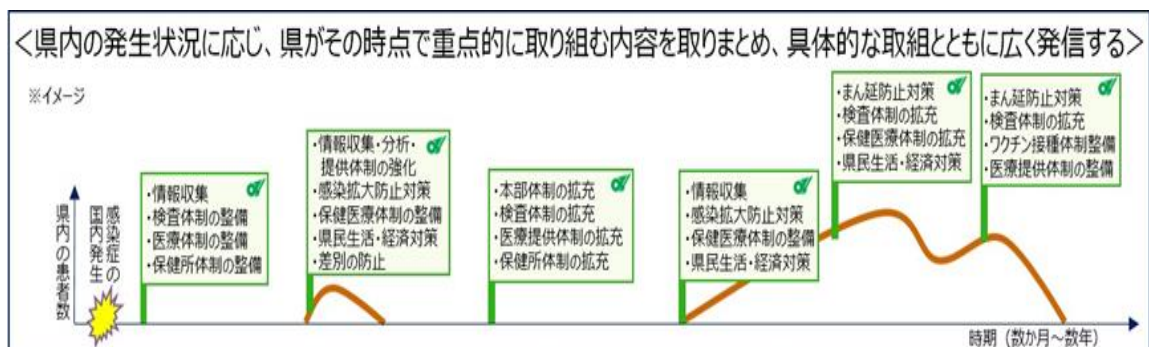 <県内の発生状況に応じ、県がその時点で重点的に取り組む内容を取りまとめ、具体的な取組とともに広く発信する>
※イメージ
県内の患者数
感染症の
国内発生
・情報収集
・検査体制の整備
・医療体制の整備
・保健所体制の整備
・情報収集・分析・
提供体制の強化
・感染拡大防止対策
・保健医療体制の整備
・県民生活・経済対策
・差別の防止
・本部体制の拡充
・検査体制の拡充
・医療提供体制の拡充
・保健所体制の拡充
・情報収集
・感染拡大防止対策
・保健医療体制の整備
・県民生活・経済対策
・まん延防止対策
・検査体制の拡充
・保健医療体制の拡充
・県民生活・経済対策
・まん延防止対策
・検査体制の拡充
・ワクチン接種体制整備
・医療提供体制の整備
時期（数か月～数年）